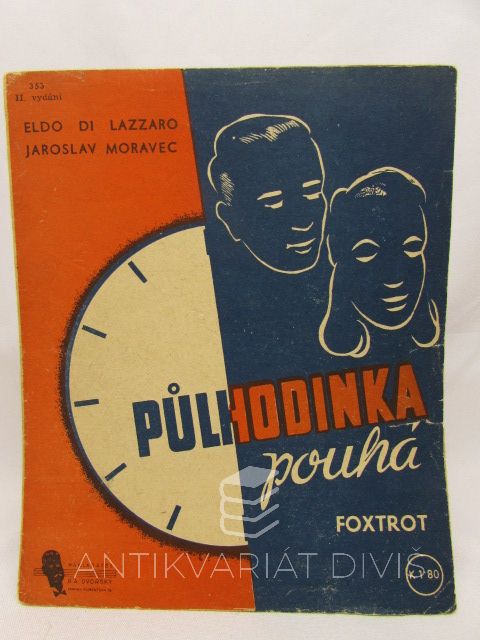 353
II. vydání
ELDO DI LAZZARO
JAROSLAV MORAVEC
PŮLHODINKA
pouhá
FOXTROT
R.A. DVORSKÝ
ANTIKVARIÁT DIVIŠ
K 1·80